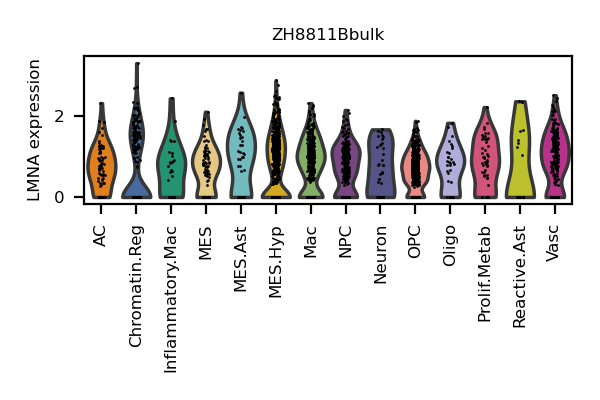 ZH8811Bbulk
LMNA expression
2
0
AC
Chromatin.Reg
Inflammatory.Mac
MES
MES.Ast
MES.Hyp
Mac
NPC
Neuron
OPC
Oligo
Prolif.Metab
Reactive.Ast
Vasc